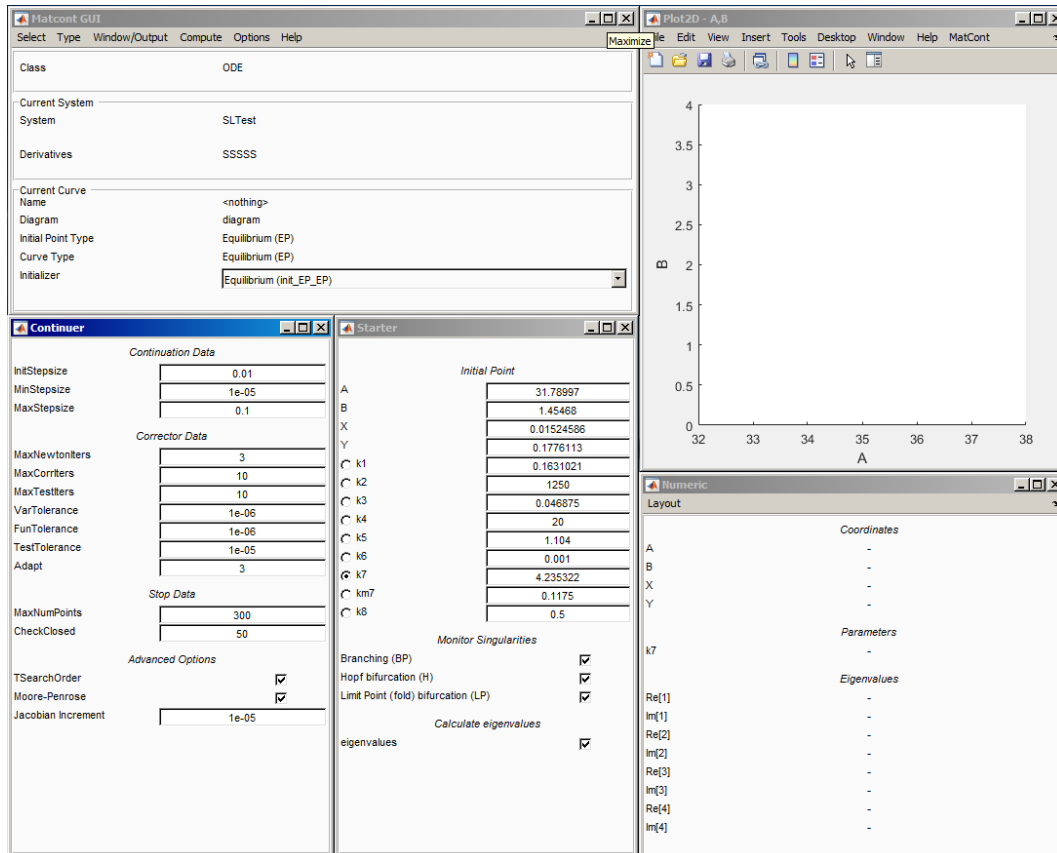 Matcont GUI
Select Type Window/Output Compute Options Help
Maximize
Class ODE
Current System
System SLTest
Derivatives SSSSS
Current Curve
Name <nothing>
Diagram diagram
Initial Point Type Equilibrium (EP)
Curve Type Equilibrium (EP)
Initializer Equilibrium (init_EP_EP)
Plot2D - A,B
Edit View Insert Tools Desktop Window Help MatCont
4
3.5
3
2.5
2
1.5
1
0.5
0
B
32 33 34 35 36 37 38
A
Continuer
Continuation Data
InitStepsize 0.01
MinStepsize 1e-05
MaxStepsize 0.1
Corrector Data
MaxNewtonIters 3
MaxCorrIters 10
MaxTestIters 10
VarTolerance 1e-06
FunTolerance 1e-06
TestTolerance 1e-05
Adapt 3
Stop Data
MaxNumPoints 300
CheckClosed 50
Advanced Options
TSearchOrder
Moore-Penrose
Jacobian Increment 1e-05
Starter
Initial Point
A 31.78997
B 1.45468
X 0.01524586
Y 0.1776113
k1 0.1631021
k2 1250
k3 0.046875
k4 20
k5 1.104
k6 0.001
k7 4.235322
km7 0.1175
k8 0.5
Monitor Singularities
Branching (BP)
Hopf bifurcation (H)
Limit Point (fold) bifurcation (LP)
Calculate eigenvalues
eigenvalues
Numeric
Layout
Coordinates
A -
B -
X -
Y -
Parameters
k7 -
Eigenvalues
Re[1] -
Im[1] -
Re[2] -
Im[2] -
Re[3] -
Im[3] -
Re[4] -
Im[4] -